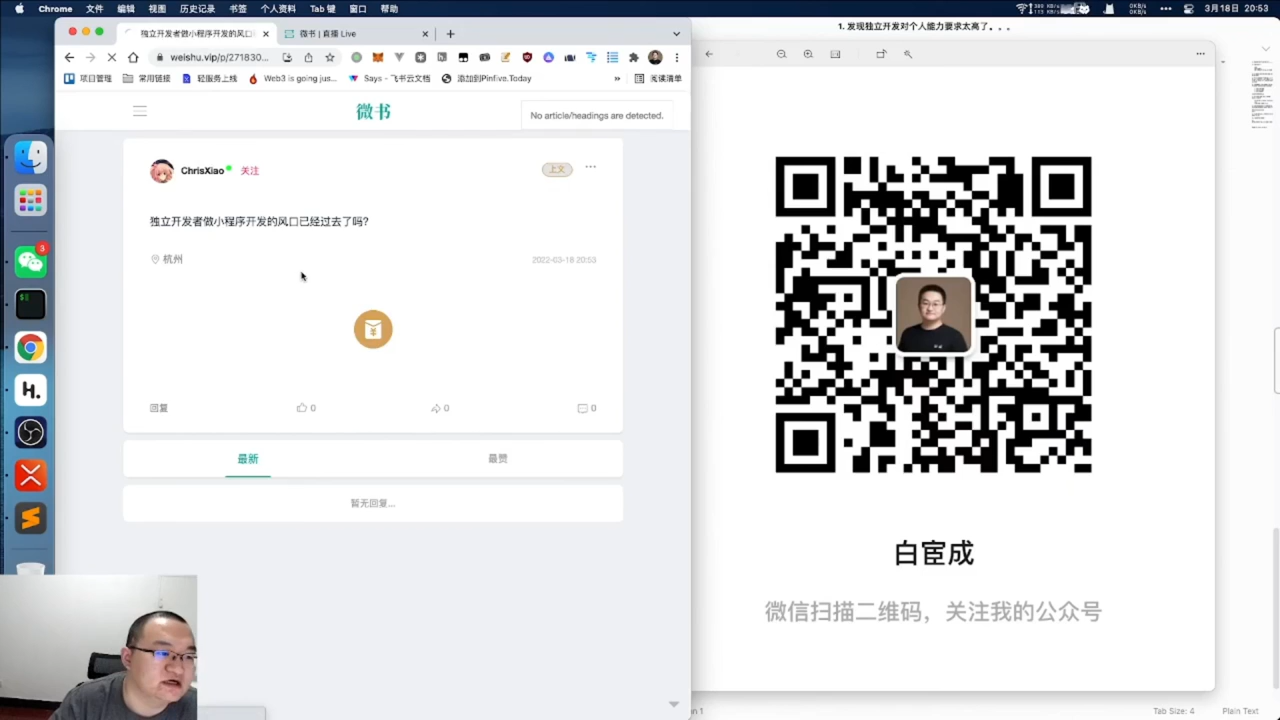 Chrome 文件 编辑 视图 历史记录 书签 个人资料 Tab 键 窗口 帮助
389 KB/s 113 KB/s 0KB/s 0KB/s 3月18日 20:53
独立开发者做小程序开发的风口
微书 | 直播 Live
1. 发现独立开发对个人能力要求太高了。。。
weishu.vip/p/271830...
项目管理 常用链接 轻服务上线 Web3 is going jus... Says - 飞书云文档 添加到Pinfive.Today » 阅读清单
微书
No article/headings are detected.
ChrisXiao 关注
上文
独立开发者做小程序开发的风口已经过去了吗?
杭州
2022-03-18 20:53
3
h.
回复 0 0 0
最新 最赞
暂无回复...
白宦成
微信扫描二维码，关注我的公众号
n 1
Tab Size: 4 Plain Text